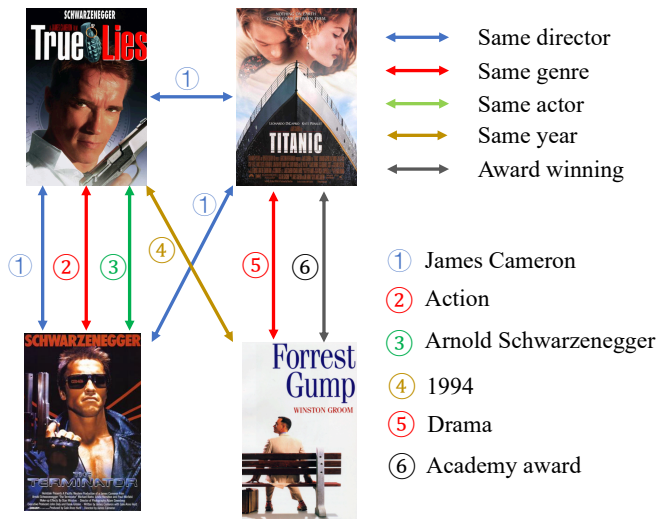 SCHWARZENEGGER
True Lies
TITANIC
Same director
Same genre
Same actor
Same year
Award winning
1
1
2
3
4
1
5
6
SCHWARZENEGGER
THE
TERMINATOR
Forrest
Gump
WINSTON GROOM
1 James Cameron
2 Action
3 Arnold Schwarzenegger
4 1994
5 Drama
6 Academy award